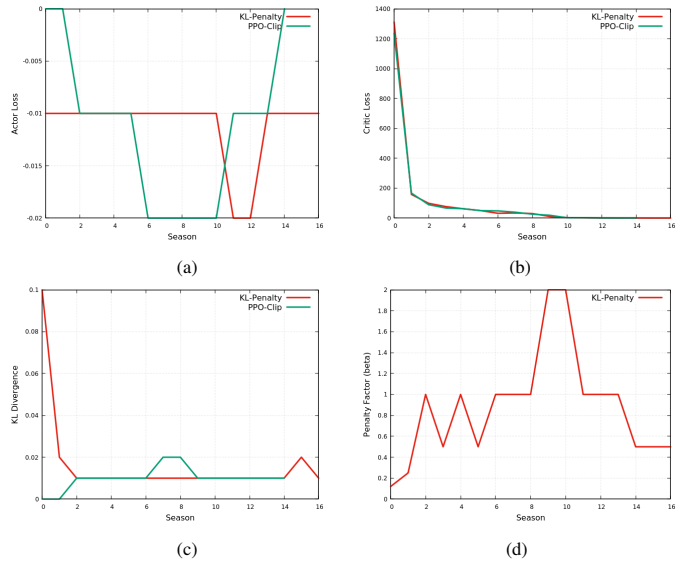 0
-0.005
-0.01
-0.015
-0.02
0 2 4 6 8 10 12 14 16
Actor Loss
Season
KL-Penalty
PPO-Clip
(a)
1400
1200
1000
800
600
400
200
0
0 2 4 6 8 10 12 14 16
Critic Loss
Season
KL-Penalty
PPO-Clip
(b)
0.1
0.08
0.06
0.04
0.02
0
0 2 4 6 8 10 12 14 16
KL Divergence
Season
KL-Penalty
PPO-Clip
(c)
2
1.8
1.6
1.4
1.2
1
0.8
0.6
0.4
0.2
0
0 2 4 6 8 10 12 14 16
Penalty Factor (beta)
Season
KL-Penalty
(d)